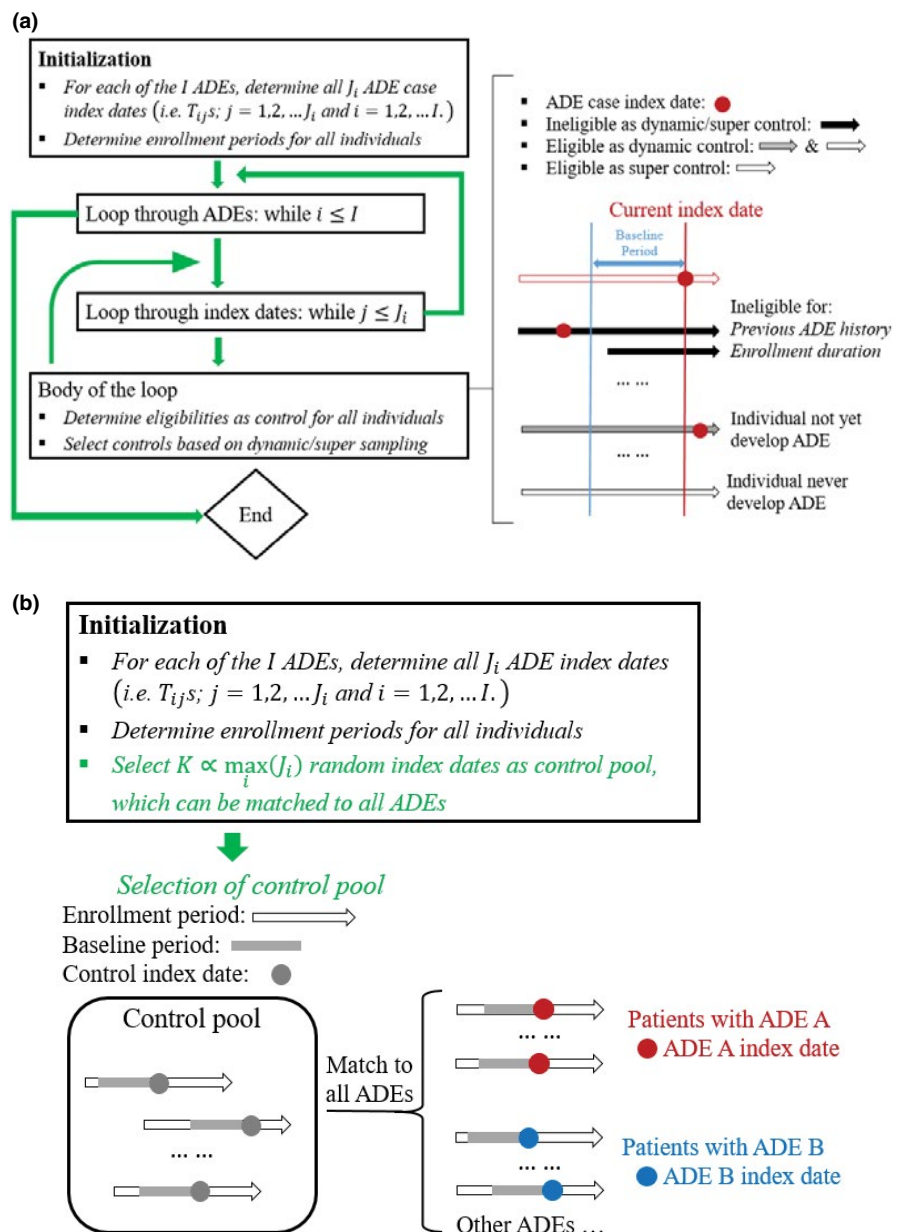 (a)
Initialization
▪ For each of the I ADEs, determine all J_i ADE case
index dates (i.e. T_ij s; j = 1,2, … J_i and i = 1,2, … I.)
▪ Determine enrollment periods for all individuals
Loop through ADEs: while i ≤ I
Loop through index dates: while j ≤ J_i
Body of the loop
▪ Determine eligibilities as control for all individuals
▪ Select controls based on dynamic/super sampling
End
▪ ADE case index date:
▪ Ineligible as dynamic/super control:
▪ Eligible as dynamic control: &
▪ Eligible as super control:
Current index date
Baseline
Period
Ineligible for:
Previous ADE history
Enrollment duration
... ...
Individual not yet
develop ADE
... ...
Individual never
develop ADE
(b)
Initialization
▪ For each of the I ADEs, determine all J_i ADE index dates
(i.e. T_ij s; j = 1,2, … J_i and i = 1,2, … I.)
▪ Determine enrollment periods for all individuals
▪ Select K ∝ max_i(J_i) random index dates as control pool,
which can be matched to all ADEs
Selection of control pool
Enrollment period:
Baseline period:
Control index date:
Control pool
... ...
Match to
all ADEs
... ...
Patients with ADE A
ADE A index date
... ...
Patients with ADE B
ADE B index date
Other ADEs ...